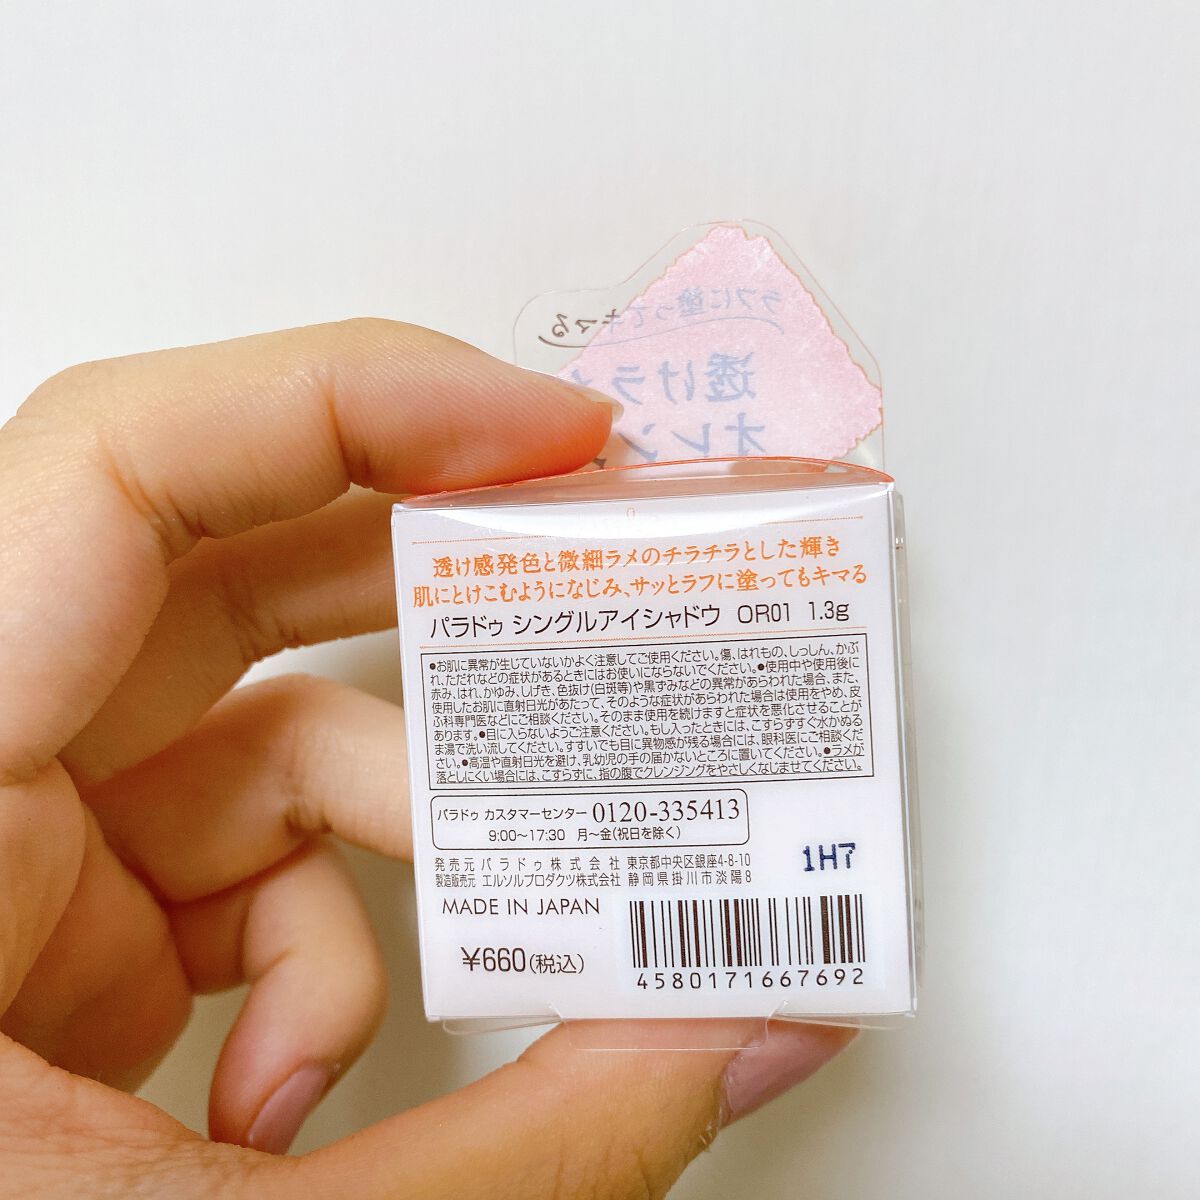 ラフに塗ってキマる
透けラ
オレン
透け感発色と微細ラメのチラチラとした輝き
肌にとけこむようになじみ、サッとラフに塗ってもキマる
パラドゥ シングルアイシャドウ OR01 1.3g
●お肌に異常が生じていないかよく注意してご使用ください。傷、はれもの、しっしん、かぶ
れ、ただれなどの症状があるときにはお使いにならないでください。●使用中や使用後に
赤み、はれ、かゆみ、しげき、色抜け(白斑等)や黒ずみなどの異常があらわれた場合、また、
使用したお肌に直射日光があたって、そのような症状があらわれた場合は使用をやめ、皮
ふ科専門医などにご相談ください。そのまま使用を続けますと症状を悪化させることが
あります。●目に入らないようご注意ください。もし入ったときには、こすらずすぐ水かぬる
ま湯で洗い流してください。すすいでも目に異物感が残る場合には、眼科医にご相談くだ
さい。●高温や直射日光を避け、乳幼児の手の届かないところに置いてください。●ラメが
落としにくい場合には、こすらずに、指の腹でクレンジングをやさしくなじませてください。
パラドゥ カスタマーセンター 0120-335413
9:00〜17:30 月〜金(祝日を除く)
発売元 パラドゥ株式会社 東京都中央区銀座4-8-10
製造販売元 エルソルプロダクツ株式会社 静岡県掛川市淡陽8
1H7
MADE IN JAPAN
¥660(税込)
4580171667692